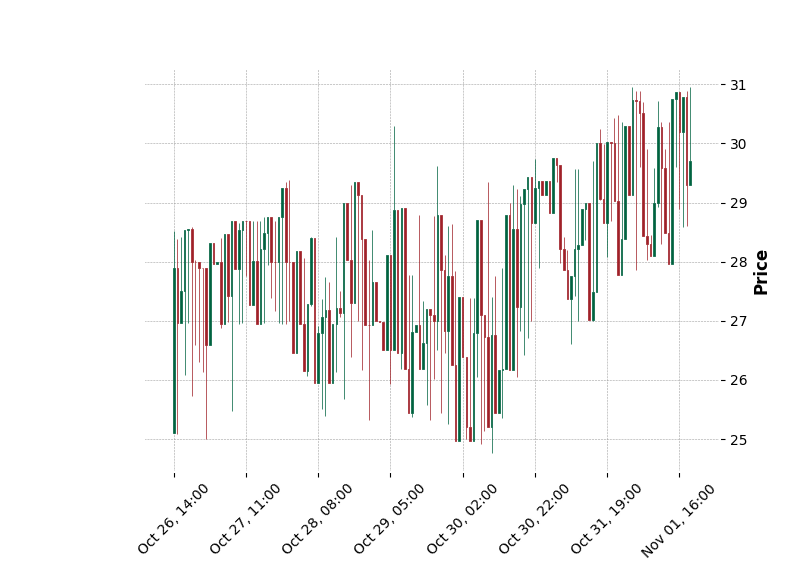 31
30
29
28
27
26
25
Price
Oct 26, 14:00
Oct 27, 11:00
Oct 28, 08:00
Oct 29, 05:00
Oct 30, 02:00
Oct 30, 22:00
Oct 31, 19:00
Nov 01, 16:00